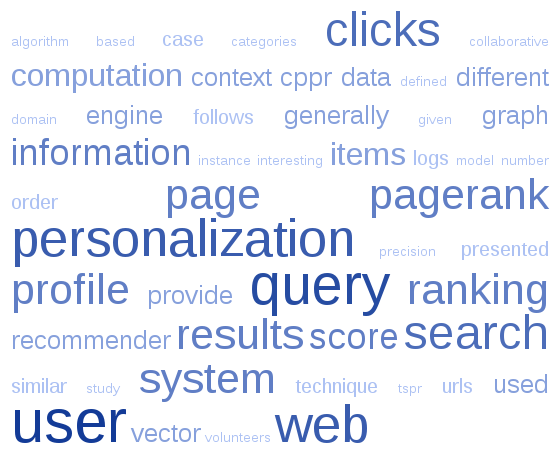 algorithm based case categories clicks collaborative
computation context cppr data defined different
domain engine follows generally given graph
information instance interesting items logs model number
order page pagerank
personalization precision presented
profile provide query ranking
recommender results score search
similar study system technique tspr urls used
user vector volunteers web